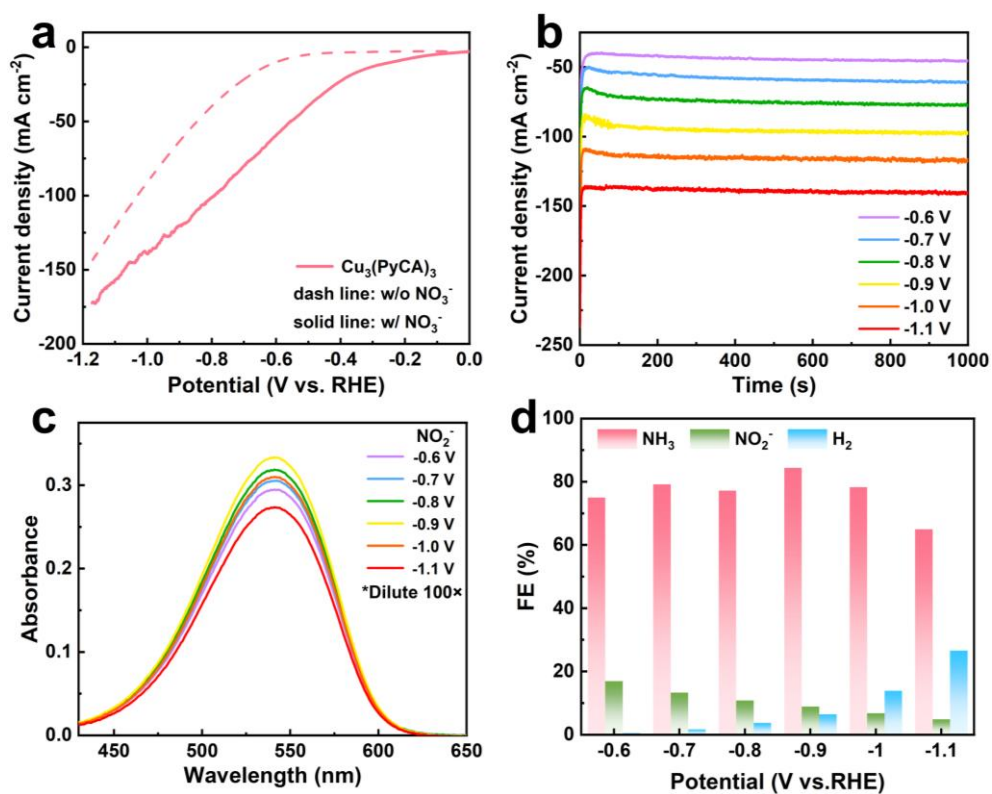 a
Current density (mA cm⁻²)
0
-50
-100
-150
-200
-1.2
-1.0
-0.8
-0.6
-0.4
-0.2
0.0
Potential (V vs. RHE)
Cu₃(PyCA)₃
dash line: w/o NO₃⁻
solid line: w/ NO₃⁻
b
Current density (mA cm⁻²)
-50
-100
-150
-200
-250
0
200
400
600
800
1000
Time (s)
-0.6 V
-0.7 V
-0.8 V
-0.9 V
-1.0 V
-1.1 V
c
Absorbance
0.3
0.2
0.1
0.0
450
500
550
600
650
Wavelength (nm)
NO₂⁻
-0.6 V
-0.7 V
-0.8 V
-0.9 V
-1.0 V
-1.1 V
*Dilute 100×
d
FE (%)
100
80
60
40
20
0
-0.6
-0.7
-0.8
-0.9
-1
-1.1
Potential (V vs.RHE)
NH₃
NO₂⁻
H₂